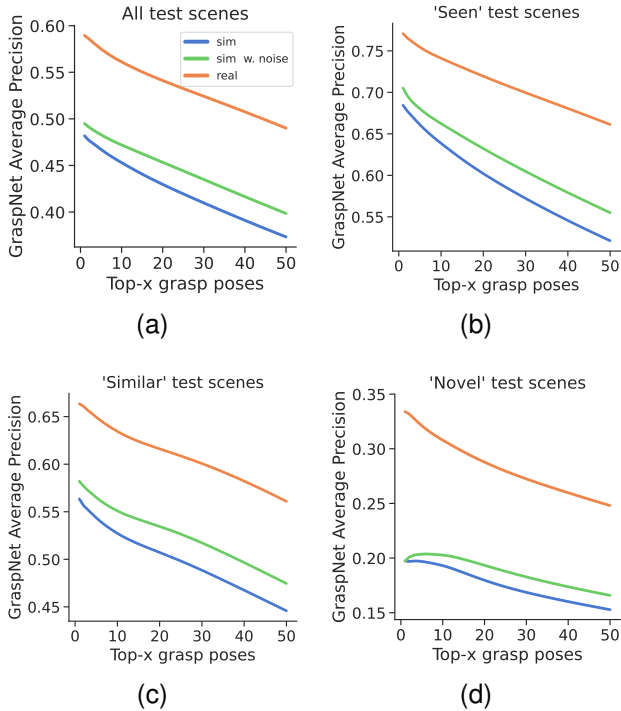 All test scenes
GraspNet Average Precision
0.60
0.55
0.50
0.45
0.40
sim
sim w. noise
real
0 10 20 30 40 50
Top-x grasp poses
(a)
'Seen' test scenes
GraspNet Average Precision
0.75
0.70
0.65
0.60
0.55
0 10 20 30 40 50
Top-x grasp poses
(b)
'Similar' test scenes
GraspNet Average Precision
0.65
0.60
0.55
0.50
0.45
0 10 20 30 40 50
Top-x grasp poses
(c)
'Novel' test scenes
GraspNet Average Precision
0.35
0.30
0.25
0.20
0.15
0 10 20 30 40 50
Top-x grasp poses
(d)